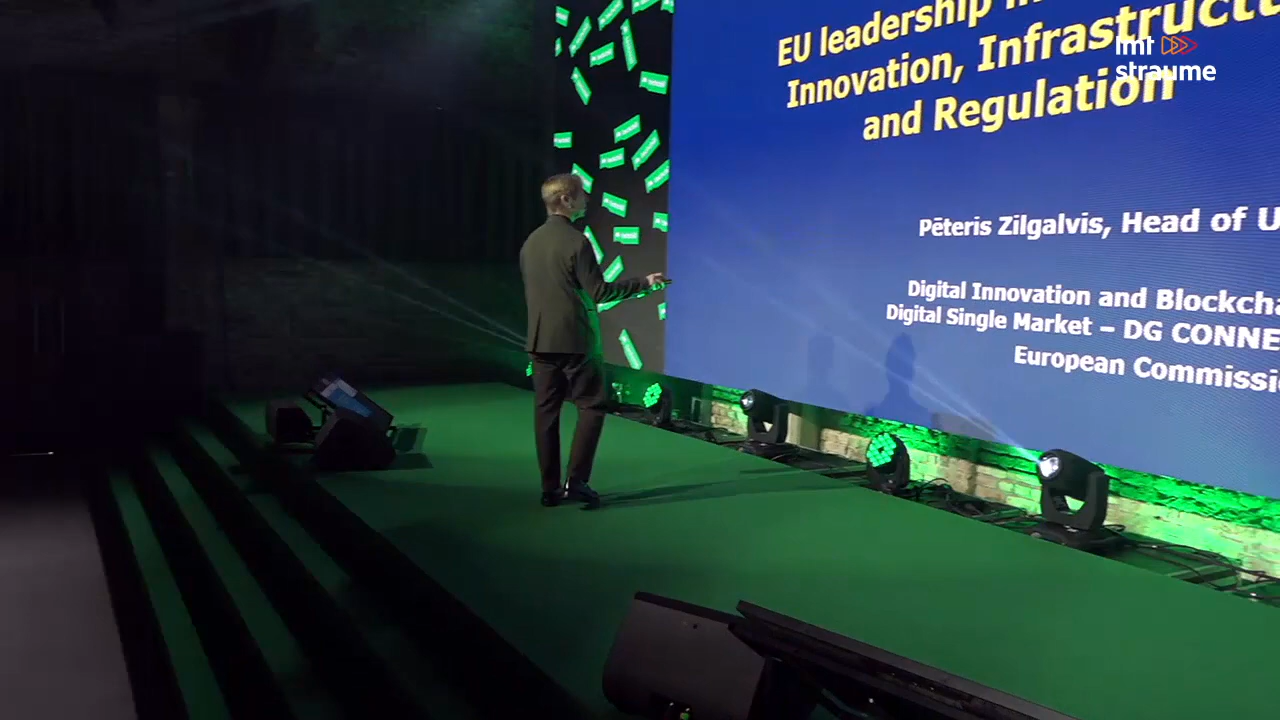 EU leadership in
Innovation, Infrastructu
and Regulation
lmt
straume
Pēteris Zilgalvis, Head of U
Digital Innovation and Blockcha
Digital Single Market – DG CONNE
European Commissi